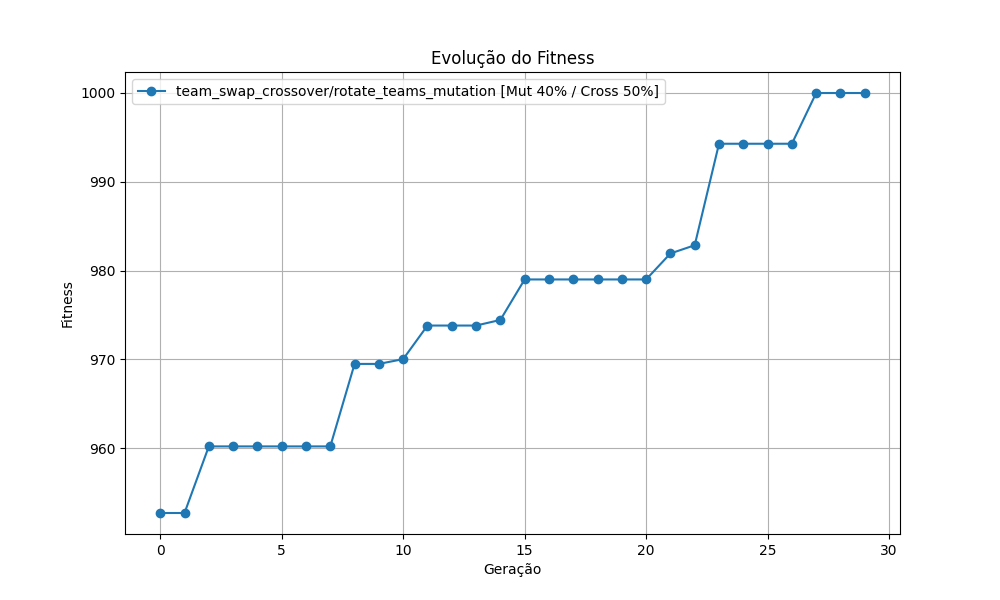 Evolução do Fitness
team_swap_crossover/rotate_teams_mutation [Mut 40% / Cross 50%]
Fitness
1000
990
980
970
960
0 5 10 15 20 25 30
Geração